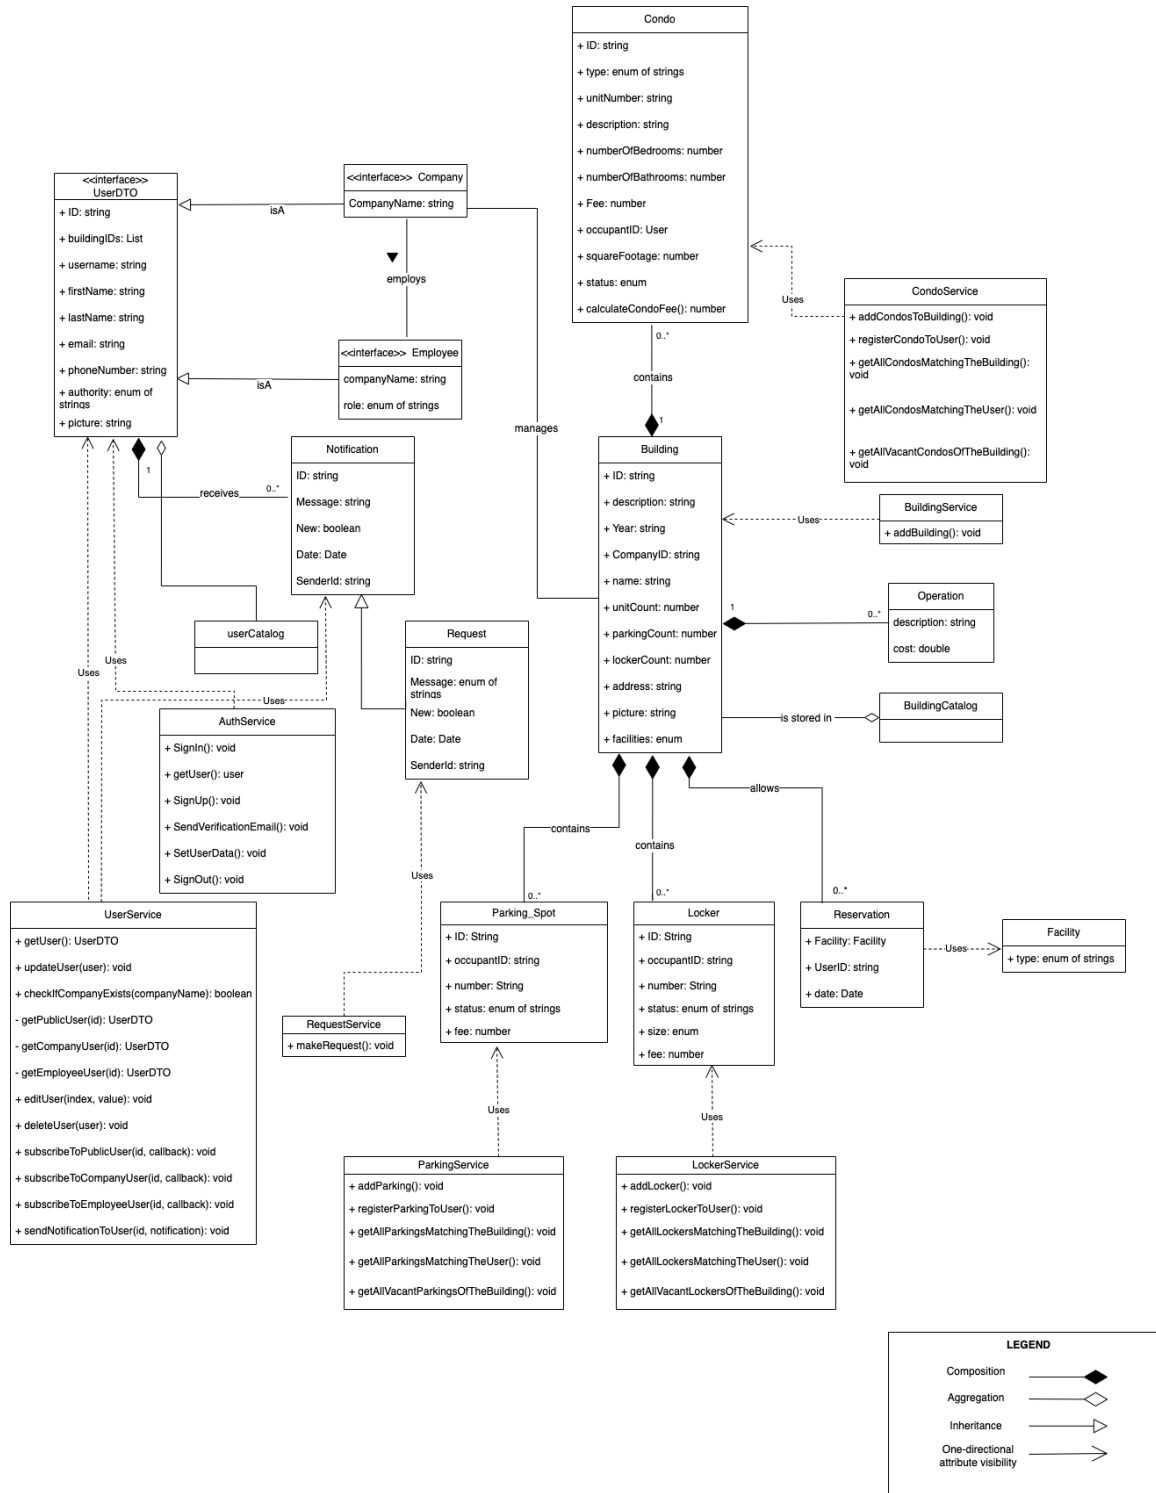 Condo
+ ID: string
+ type: enum of strings
+ unitNumber: string
+ description: string
+ numberOfBedrooms: number
+ numberOfBathrooms: number
+ Fee: number
+ occupantID: User
+ squareFootage: number
+ status: enum
+ calculateCondoFee(): number
0..*
contains
1
<<interface>>
UserDTO
+ ID: string
+ buildingIDs: List
+ username: string
+ firstName: string
+ lastName: string
+ email: string
+ phoneNumber: string
+ authority: enum of
strings
+ picture: string
isA
<<interface>> Company
CompanyName: string
employs
<<interface>> Employee
companyName: string
role: enum of strings
isA
manages
Uses
CondoService
+ addCondosToBuilding(): void
+ registerCondoToUser(): void
+ getAllCondosMatchingTheBuilding():
void
+ getAllCondosMatchingTheUser(): void
+ getAllVacantCondosOfTheBuilding():
void
1
receives
0..*
Notification
ID: string
Message: string
New: boolean
Date: Date
SenderId: string
Building
+ ID: string
+ description: string
+ Year: string
+ CompanyID: string
+ name: string
+ unitCount: number
+ parkingCount: number
+ lockerCount: number
+ address: string
+ picture: string
+ facilities: enum
Uses
BuildingService
+ addBuilding(): void
1
0..*
Operation
description: string
cost: double
is stored in
BuildingCatalog
userCatalog
Request
ID: string
Message: enum of
strings
New: boolean
Date: Date
SenderId: string
Uses
Uses
Uses
AuthService
+ SignIn(): void
+ getUser(): user
+ SignUp(): void
+ SendVerificationEmail(): void
+ SetUserData(): void
+ SignOut(): void
contains
contains
allows
Uses
0..*
0..*
0..*
UserService
+ getUser(): UserDTO
+ updateUser(user): void
+ checkIfCompanyExists(companyName): boolean
- getPublicUser(id): UserDTO
- getCompanyUser(id): UserDTO
- getEmployeeUser(id): UserDTO
+ editUser(index, value): void
+ deleteUser(user): void
+ subscribeToPublicUser(id, callback): void
+ subscribeToCompanyUser(id, callback): void
+ subscribeToEmployeeUser(id, callback): void
+ sendNotificationToUser(id, notification): void
RequestService
+ makeRequest(): void
Parking_Spot
+ ID: String
+ occupantID: string
+ number: String
+ status: enum of strings
+ fee: number
Locker
+ ID: String
+ occupantID: string
+ number: String
+ status: enum of strings
+ size: enum
+ fee: number
Reservation
+ Facility: Facility
+ UserID: string
+ date: Date
Uses
Facility
+ type: enum of strings
Uses
Uses
ParkingService
+ addParking(): void
+ registerParkingToUser(): void
+ getAllParkingsMatchingTheBuilding(): void
+ getAllParkingsMatchingTheUser(): void
+ getAllVacantParkingsOfTheBuilding(): void
LockerService
+ addLocker(): void
+ registerLockerToUser(): void
+ getAllLockersMatchingTheBuilding(): void
+ getAllLockersMatchingTheUser(): void
+ getAllVacantLockersOfTheBuilding(): void
LEGEND
Composition
Aggregation
Inheritance
One-directional
attribute visibility